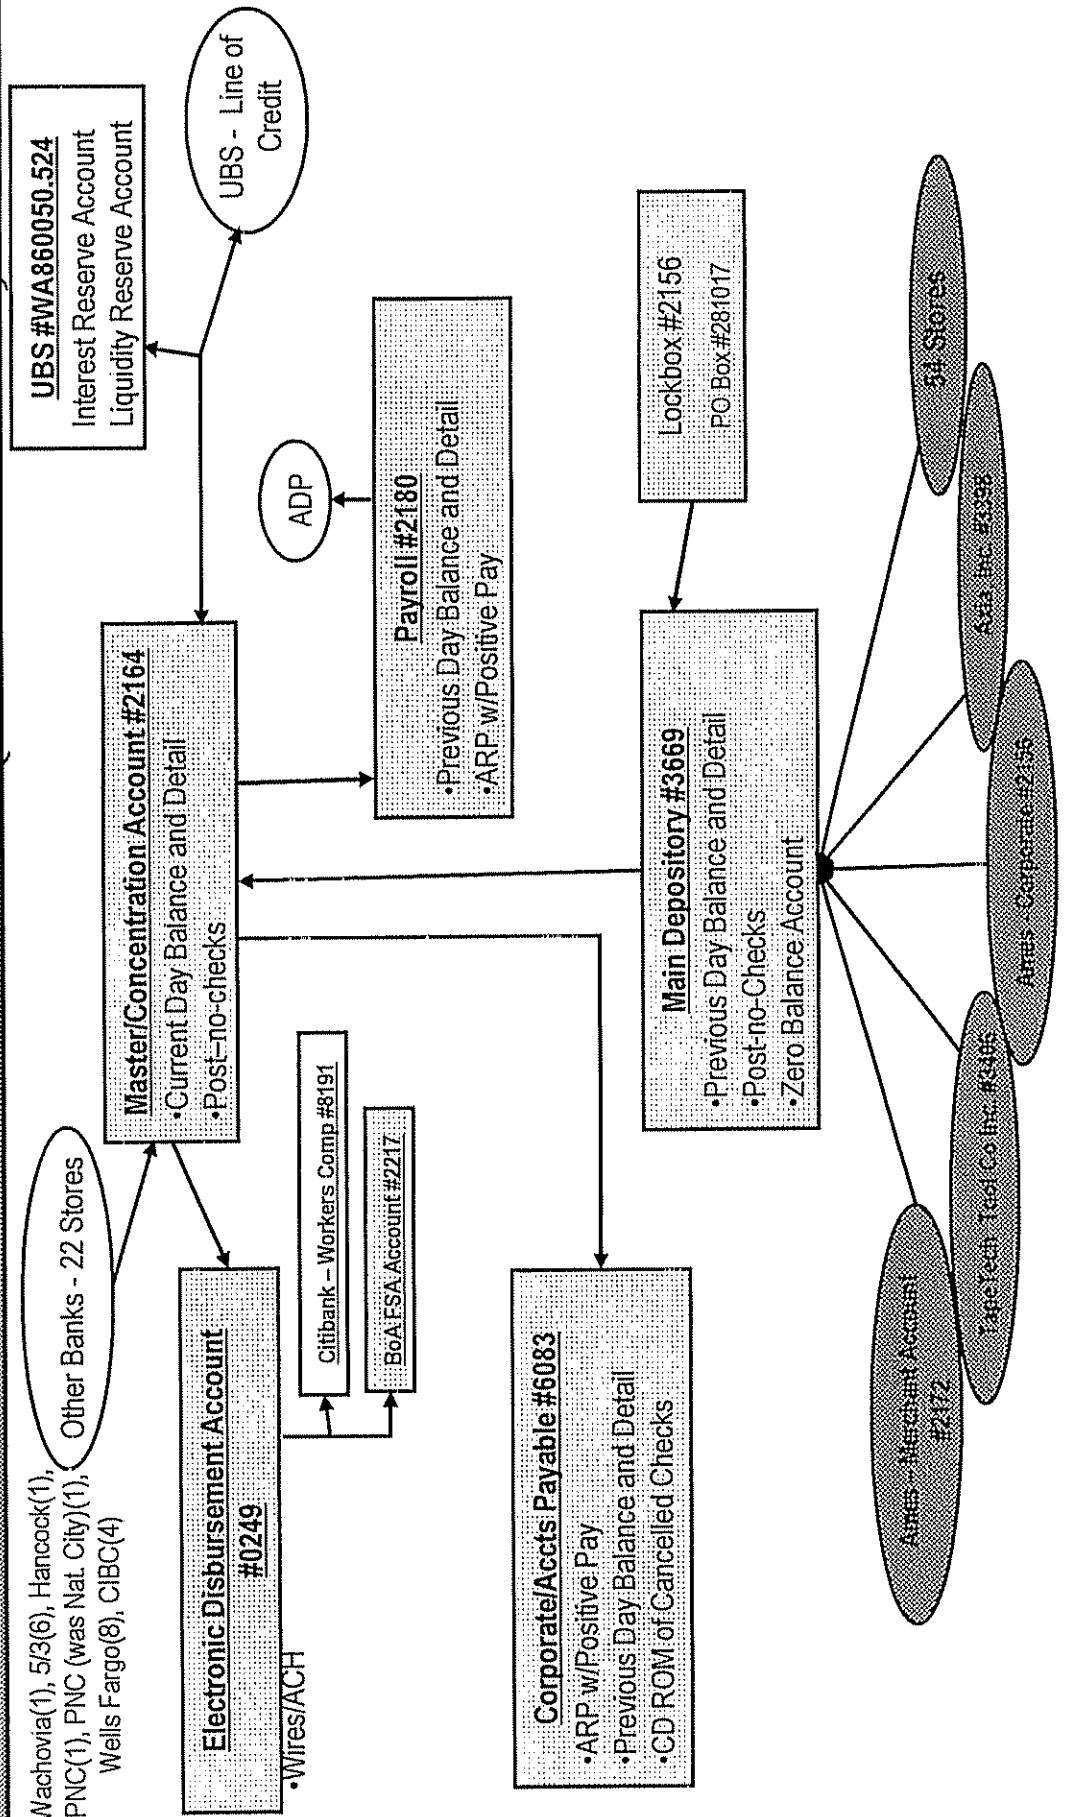 Wachovia(1), 5/3(6), Hancock(1),
PNC(1), PNC (was Nat. City)(1),
Wells Fargo(8), CIBC(4)
Other Banks - 22 Stores
Master/Concentration Account #2164
•Current Day Balance and Detail
•Post–no-checks
UBS #WA860050.524
Interest Reserve Account
Liquidity Reserve Account
UBS - Line of
Credit
Electronic Disbursement Account
#0249
•Wires/ACH
Citibank – Workers Comp #8191
BoA FSA Account #2217
ADP
Payroll #2180
•Previous Day Balance and Detail
•ARP w/Positive Pay
Corporate/Accts Payable #6083
•ARP w/Positive Pay
•Previous Day Balance and Detail
•CD ROM of Cancelled Checks
Main Depository #3669
•Previous Day Balance and Detail
•Post-no-Checks
•Zero Balance Account
Lockbox #2156
PO Box #281017
Ames – Merchant Account
#2172
TapeTech Tool Co Inc. #3406
Ames - Corporate #2156
Axia Inc. #3398
54 Stores